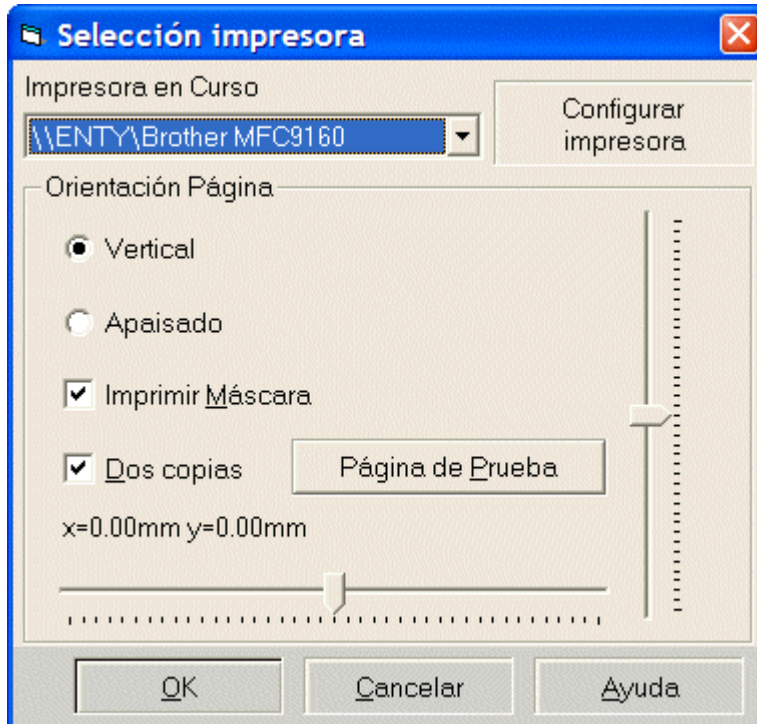 Selección impresora
Impresora en Curso
\\ENTY\Brother MFC9160
Configurar
impresora
Orientación Página
Vertical
Apaisado
Imprimir Máscara
Dos copias
Página de Prueba
x=0.00mm y=0.00mm
OK
Cancelar
Ayuda